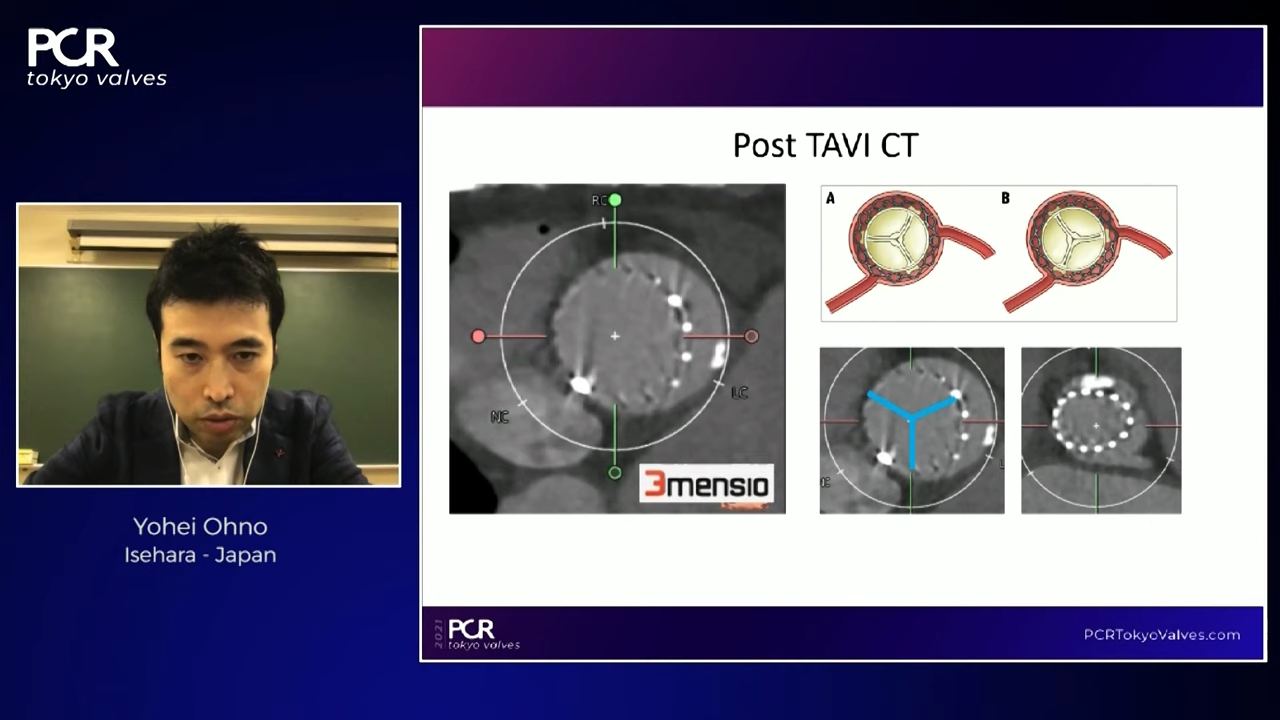 PCR
tokyo valves
Yohei Ohno
Isehara - Japan
Post TAVI CT
RC
LC
NC
3mensio
A
B
2021
PCR
tokyo valves
PCRTokyoValves.com